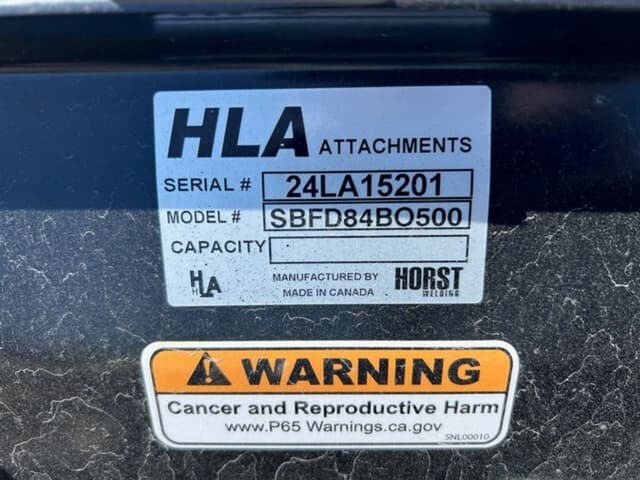 HLA ATTACHMENTS
SERIAL # 24LA15201
MODEL # SBFD84BO500
CAPACITY
HLA MANUFACTURED BY HORST
MADE IN CANADA WELDING
WARNING
Cancer and Reproductive Harm
www.P65 Warnings.ca.gov
SNL00010